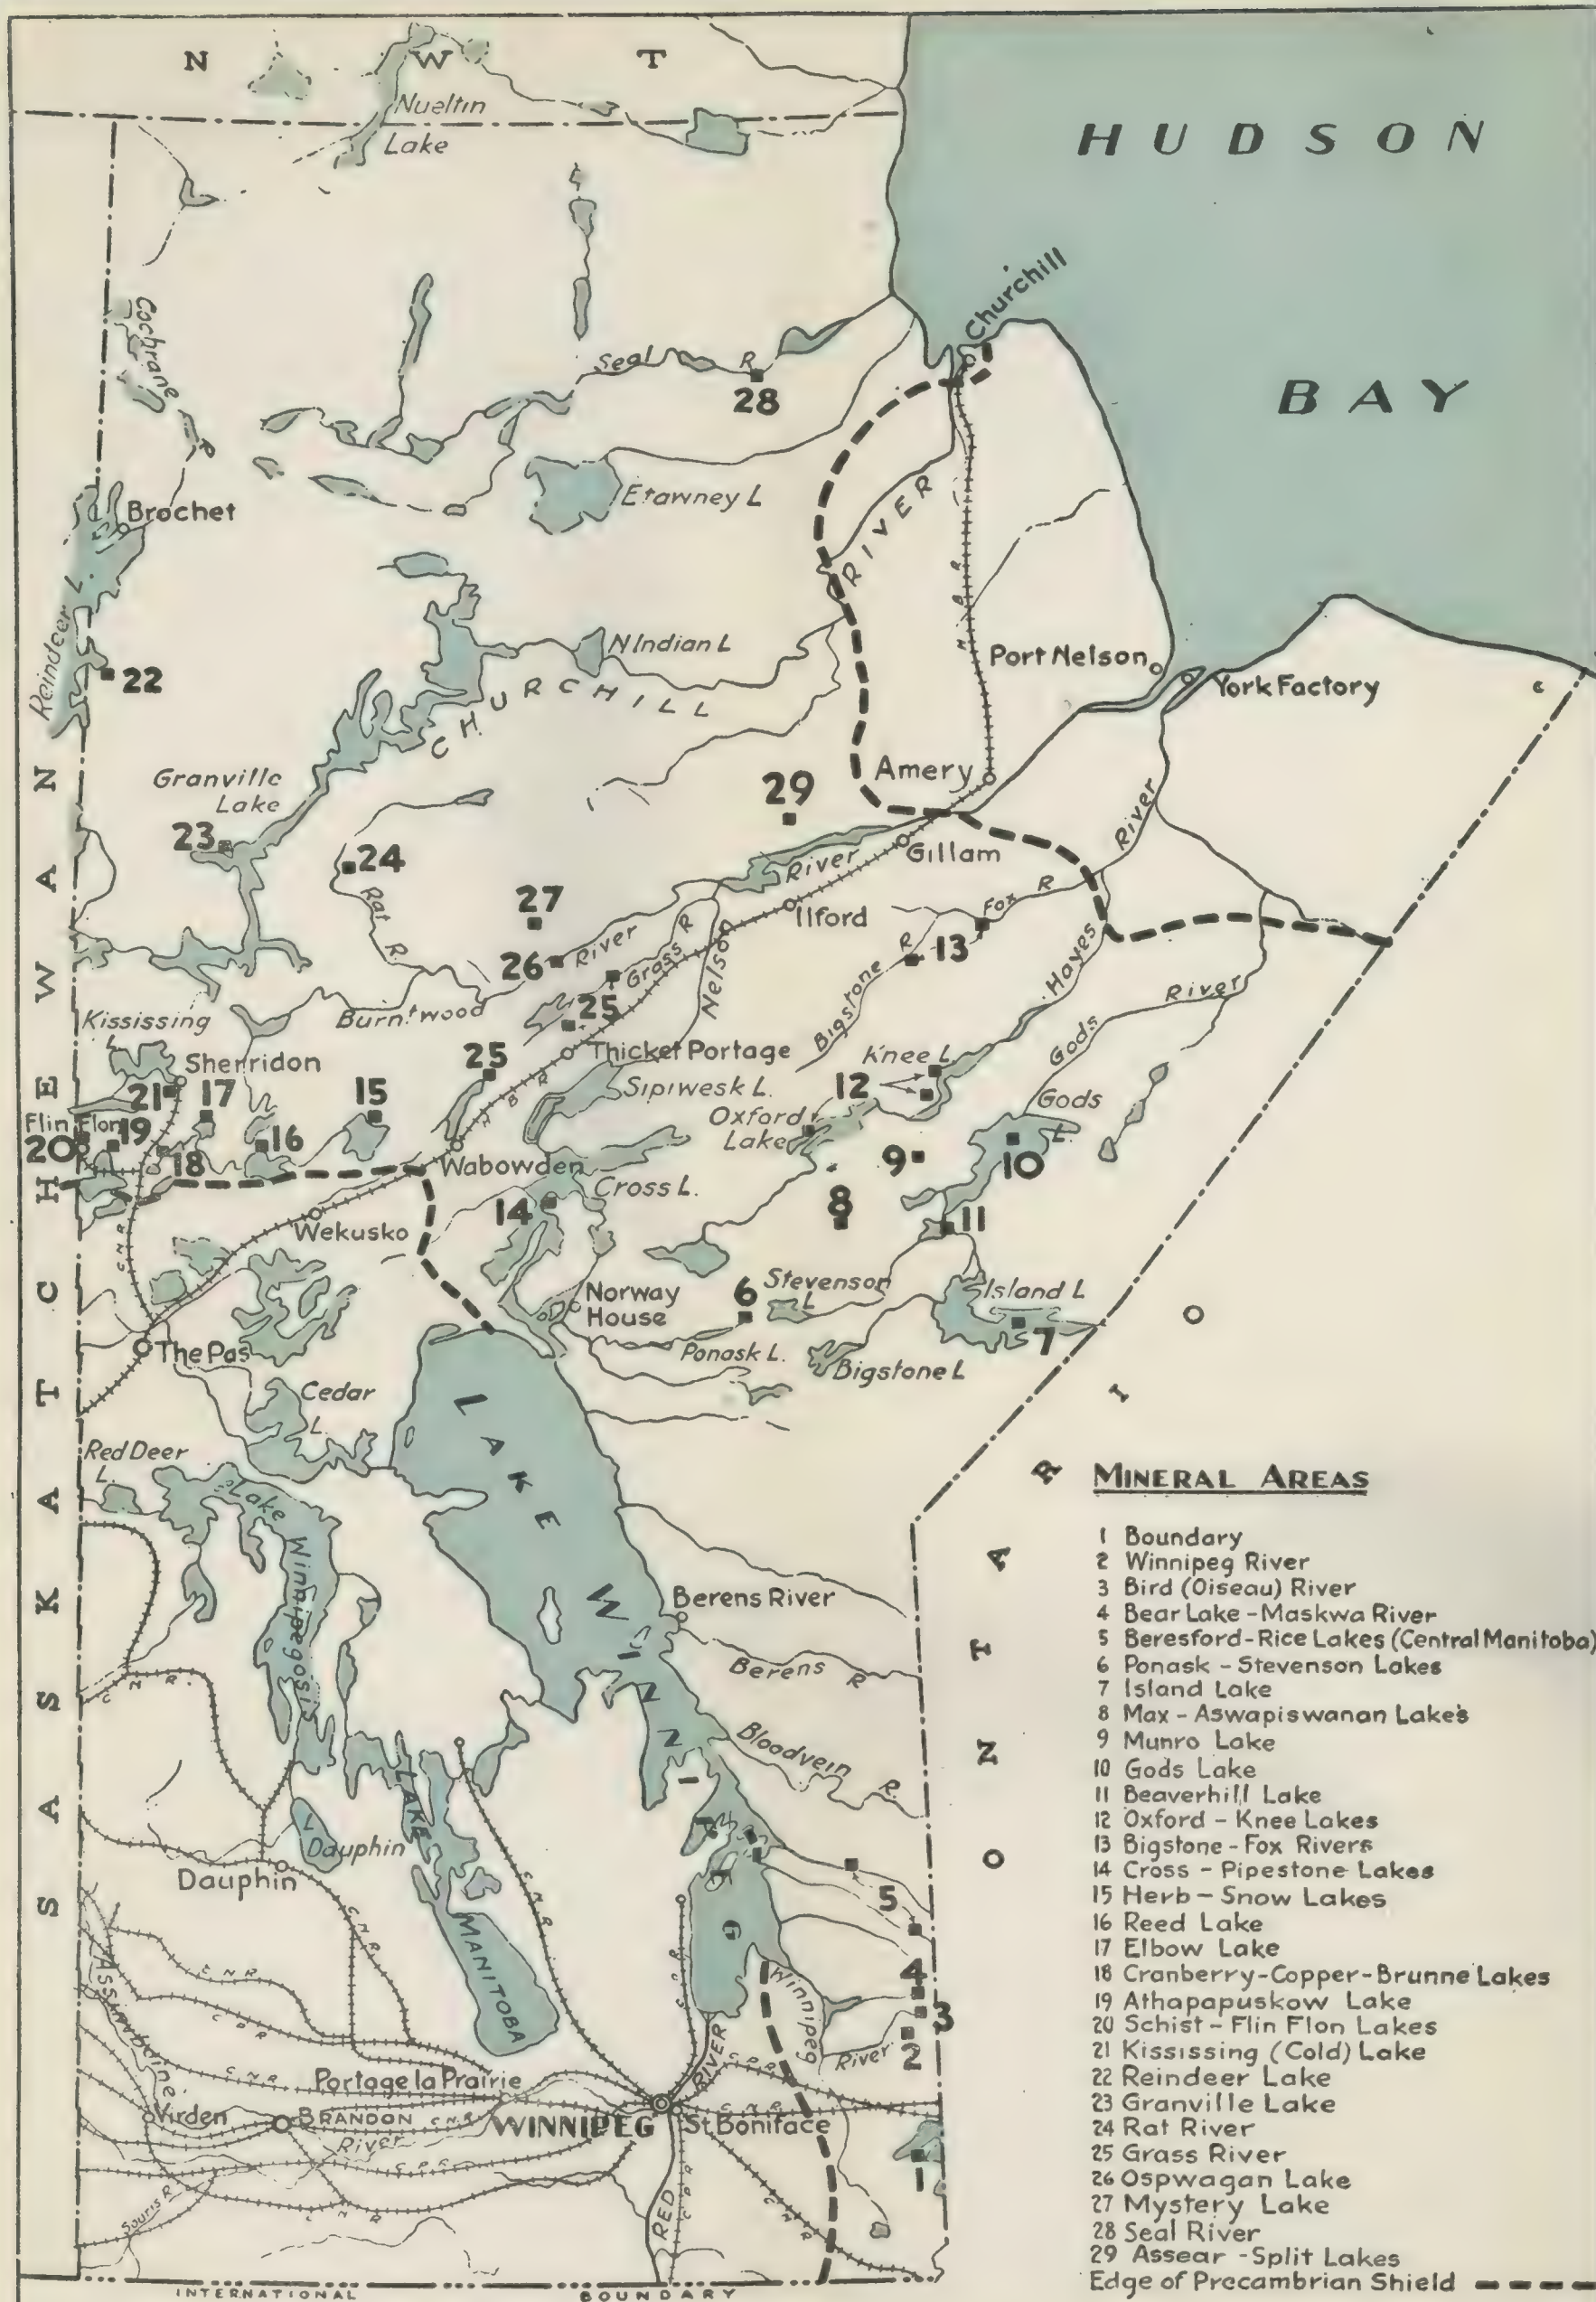 N W T
Nueltin
Lake
HUDSON
BAY
Churchill
Cochrane
R
Seal R
28
Etawney L
Brochet
RIVER
H B R
Reindeer L.
22
N Indian L
CHURCHILL
Port Nelson
York Factory
Granville
Lake
23
24
Rat R.
29
Amery
Gillam
River
River
Ilford
27
26
River
Grass R
Nelson
Fox R
13
Bigstone R
Hayes
River
Gods
Burntwood
25
25
Kississing
L
Sherridon
21
17
15
Thicket Portage
H B R
Sipiwesk L.
Knee L
12
Oxford
Lake
Gods
L.
Flin Flon
20
19
18
16
Wabowden
9
10
8
11
14
Cross L.
Wekusko
C N R
Norway
House
6
Stevenson
L
Island L
7
Ponask L.
Bigstone L
The Pas
Cedar
L.
Red Deer
L.
Lake
Winnipegosis
LAKE WINNIPEG
Berens River
Berens R
Bloodvein R.
C N R
L
Dauphin
Dauphin
LAKE
MANITOBA
C N R
C N R
5
4
3
2
Winnipeg
River
Assiniboine
C N R
C P R
C N R
Portage la Prairie
C P R
RIVER
C P R
Virden
BRANDON
C N R
WINNIPEG
St. Boniface
C N R
River
C P R
Souris R
C N R
RED
C P R
C N R
INTERNATIONAL BOUNDARY
SASKATCHEWAN
ONTARIO
MINERAL AREAS
1 Boundary
2 Winnipeg River
3 Bird (Oiseau) River
4 Bear Lake - Maskwa River
5 Beresford - Rice Lakes (Central Manitoba)
6 Ponask - Stevenson Lakes
7 Island Lake
8 Max - Aswapiswanan Lakes
9 Munro Lake
10 Gods Lake
11 Beaverhill Lake
12 Oxford - Knee Lakes
13 Bigstone - Fox Rivers
14 Cross - Pipestone Lakes
15 Herb - Snow Lakes
16 Reed Lake
17 Elbow Lake
18 Cranberry-Copper-Brunne Lakes
19 Athapapuskow Lake
20 Schist - Flin Flon Lakes
21 Kississing (Cold) Lake
22 Reindeer Lake
23 Granville Lake
24 Rat River
25 Grass River
26 Ospwagan Lake
27 Mystery Lake
28 Seal River
29 Assear - Split Lakes
Edge of Precambrian Shield